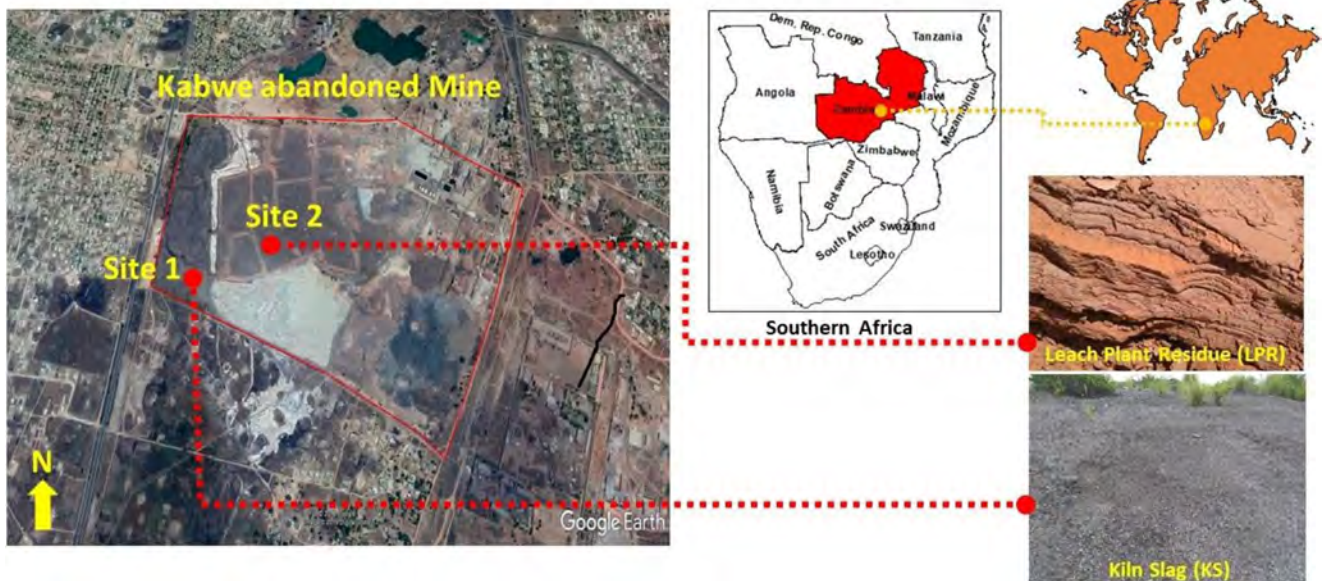 Kabwe abandoned Mine
Site 2
Site 1
N
Google Earth
Dem. Rep. Congo
Tanzania
Angola
Zambia
Malawi
Mozambique
Zimbabwe
Namibia
Botswana
South Africa
Swaziland
Lesotho
Southern Africa
Leach Plant Residue (LPR)
Kiln Slag (KS)